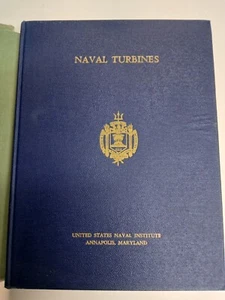 NAVAL TURBINES
UNITED STATES NAVAL INSTITUTE
ANNAPOLIS, MARYLAND